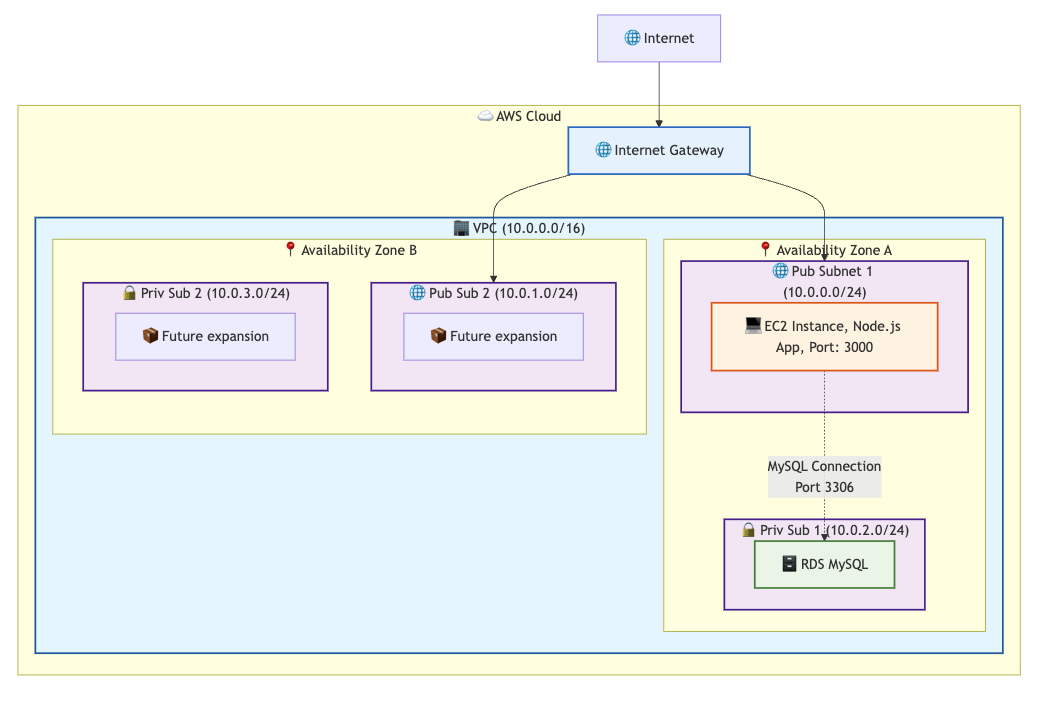 Internet
AWS Cloud
Internet Gateway
VPC (10.0.0.0/16)
Availability Zone B
Priv Sub 2 (10.0.3.0/24)
Future expansion
Pub Sub 2 (10.0.1.0/24)
Future expansion
Availability Zone A
Pub Subnet 1
(10.0.0.0/24)
EC2 Instance, Node.js
App, Port: 3000
MySQL Connection
Port 3306
Priv Sub 1 (10.0.2.0/24)
RDS MySQL